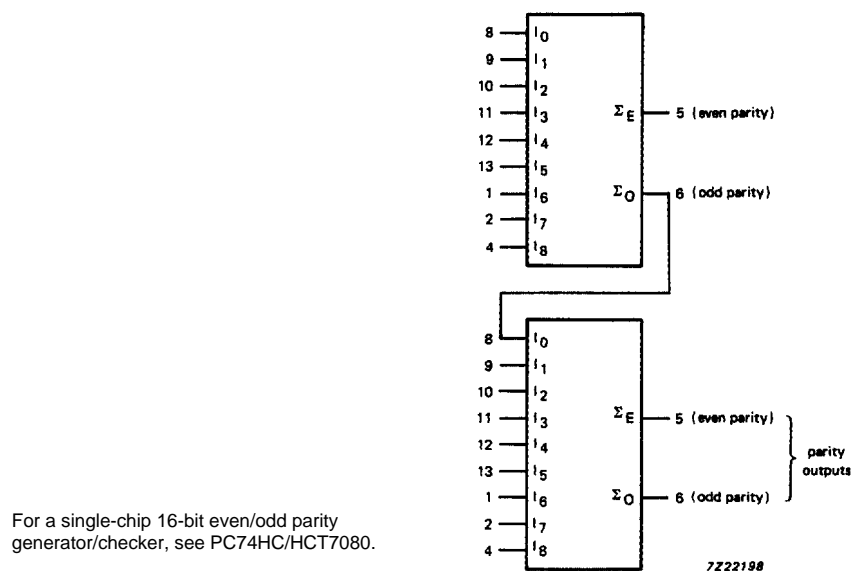 8 I0
9 I1
10 I2
11 I3 ΣE 5 (even parity)
12 I4
13 I5
1 I6 ΣO 6 (odd parity)
2 I7
4 I8
8 I0
9 I1
10 I2
11 I3 ΣE 5 (even parity)
12 I4
13 I5
1 I6 ΣO 6 (odd parity)
2 I7
4 I8
parity
outputs
For a single-chip 16-bit even/odd parity
generator/checker, see PC74HC/HCT7080.
7Z22198